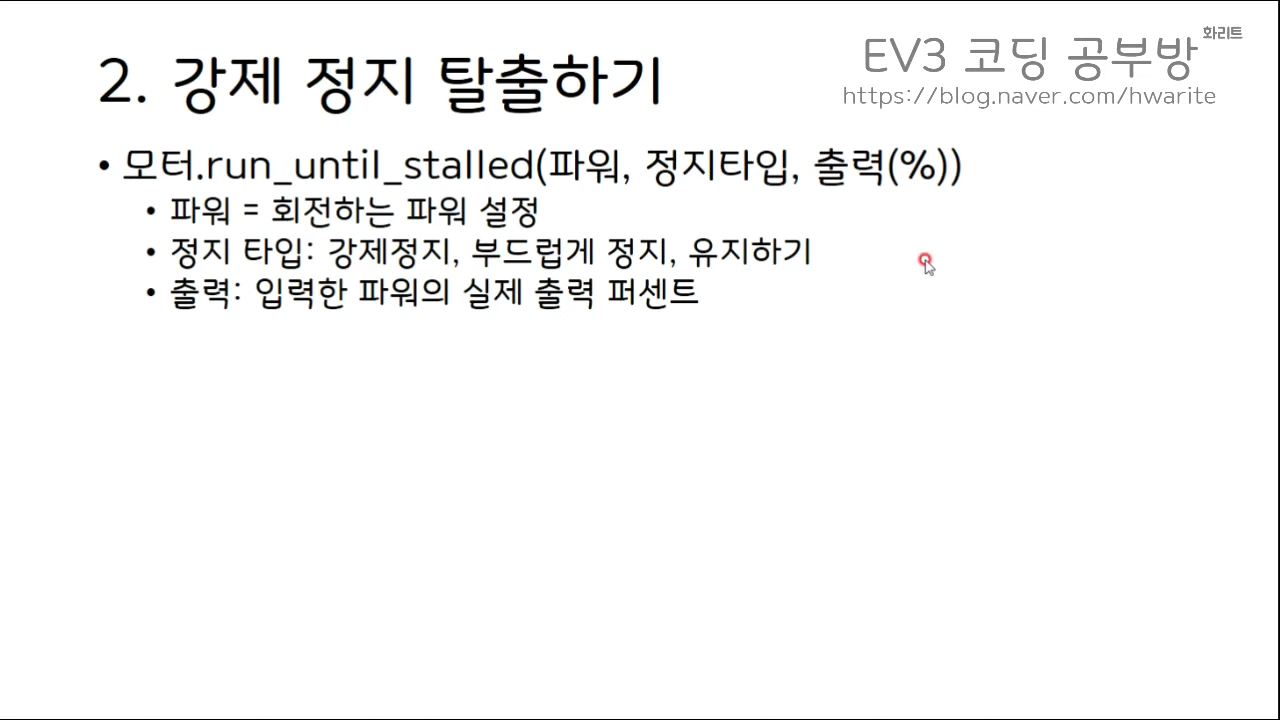 화리트
EV3 코딩 공부방
https://blog.naver.com/hwarite
2. 강제 정지 탈출하기
• 모터.run_until_stalled(파워, 정지타입, 출력(%))
• 파워 = 회전하는 파워 설정
• 정지 타입: 강제정지, 부드럽게 정지, 유지하기
• 출력: 입력한 파워의 실제 출력 퍼센트